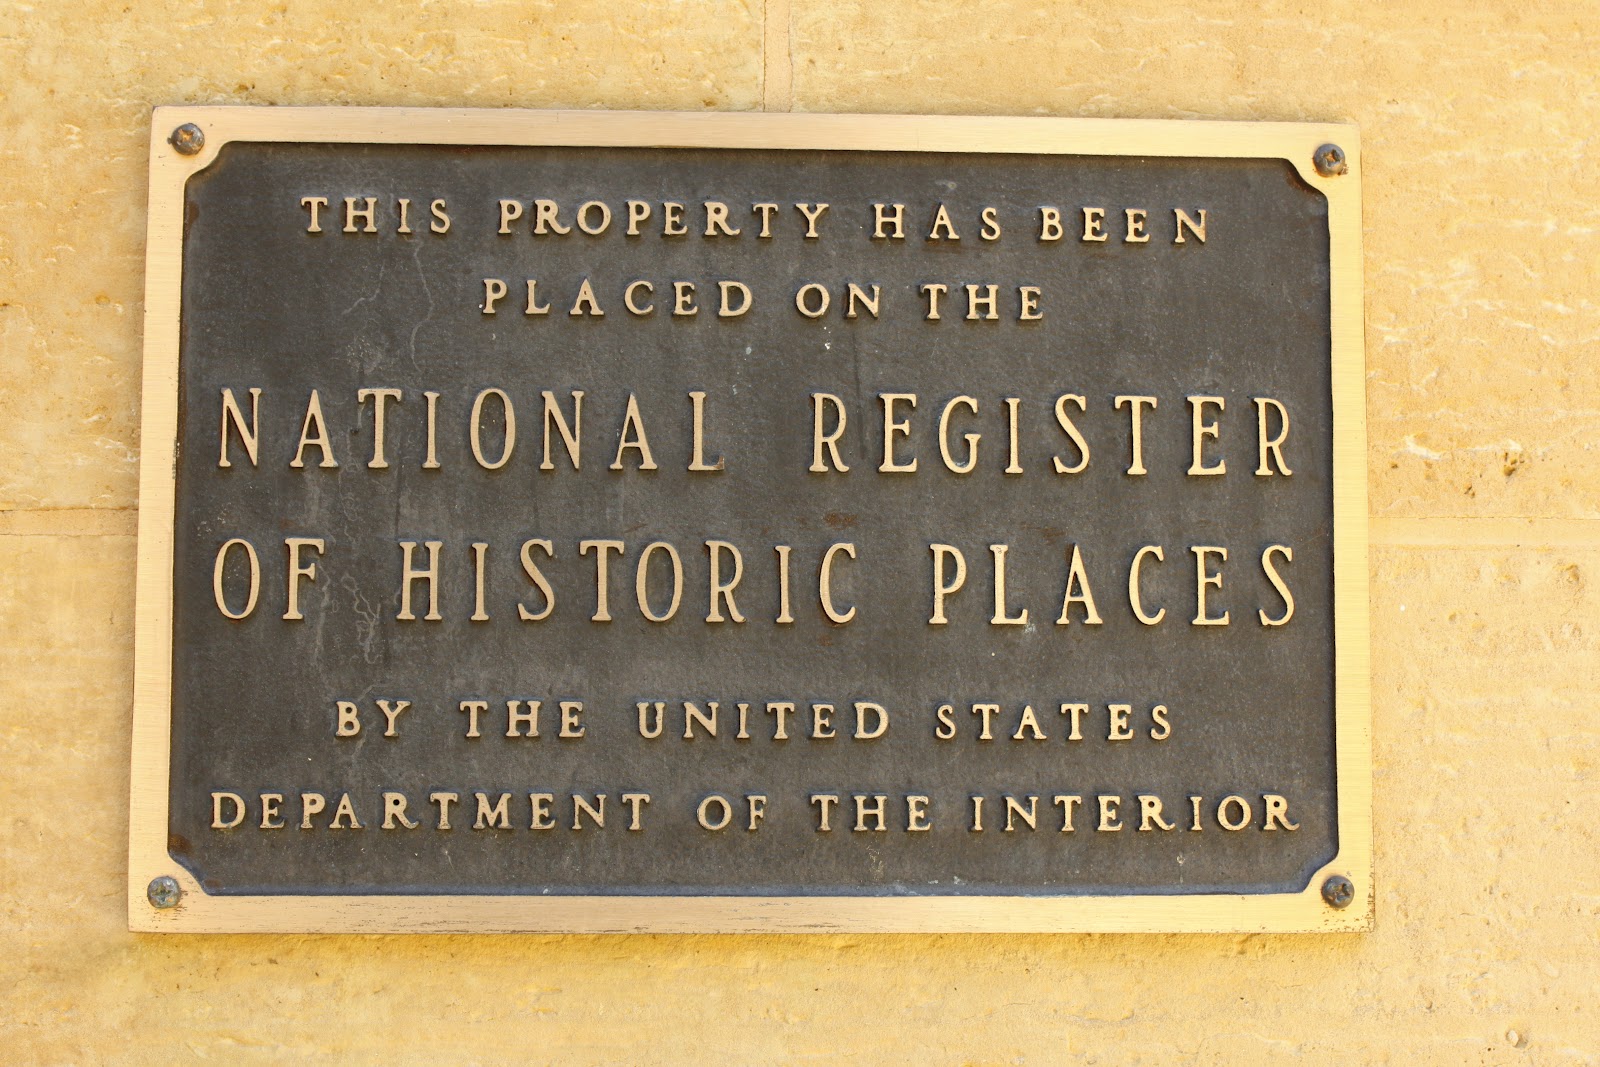 THIS PROPERTY HAS BEEN
PLACED ON THE
NATIONAL REGISTER
OF HISTORIC PLACES
BY THE UNITED STATES
DEPARTMENT OF THE INTERIOR